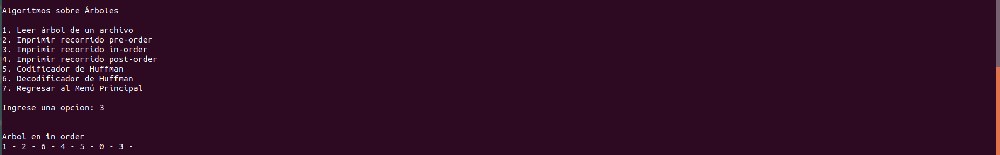 Algoritmos sobre Árboles
1. Leer árbol de un archivo
2. Imprimir recorrido pre-order
3. Imprimir recorrido in-order
4. Imprimir recorrido post-order
5. Codificador de Huffman
6. Decodificador de Huffman
7. Regresar al Menú Principal
Ingrese una opcion: 3
Arbol en in order
1 - 2 - 6 - 4 - 5 - 0 - 3 -